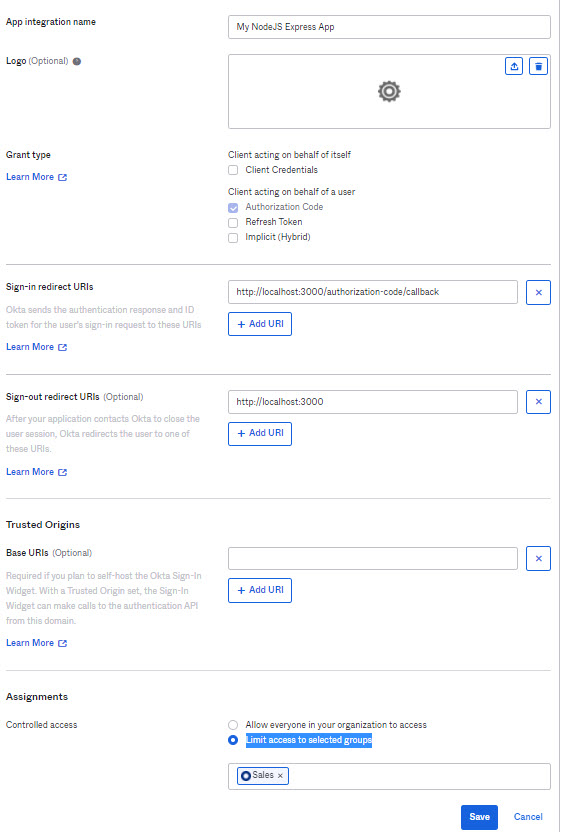 App integration name
My NodeJS Express App
Logo (Optional)
Grant type
Learn More
Client acting on behalf of itself
Client Credentials
Client acting on behalf of a user
Authorization Code
Refresh Token
Implicit (Hybrid)
Sign-in redirect URIs
Okta sends the authentication response and ID
token for the user's sign-in request to these URIs
Learn More
http://localhost:3000/authorization-code/callback
+ Add URI
Sign-out redirect URIs (Optional)
After your application contacts Okta to close the
user session, Okta redirects the user to one of
these URIs.
Learn More
http://localhost:3000
+ Add URI
Trusted Origins
Base URIs (Optional)
Required if you plan to self-host the Okta Sign-In
Widget. With a Trusted Origin set, the Sign-In
Widget can make calls to the authentication API
from this domain.
Learn More
+ Add URI
Assignments
Controlled access
Allow everyone in your organization to access
Limit access to selected groups
Sales ×
Save
Cancel